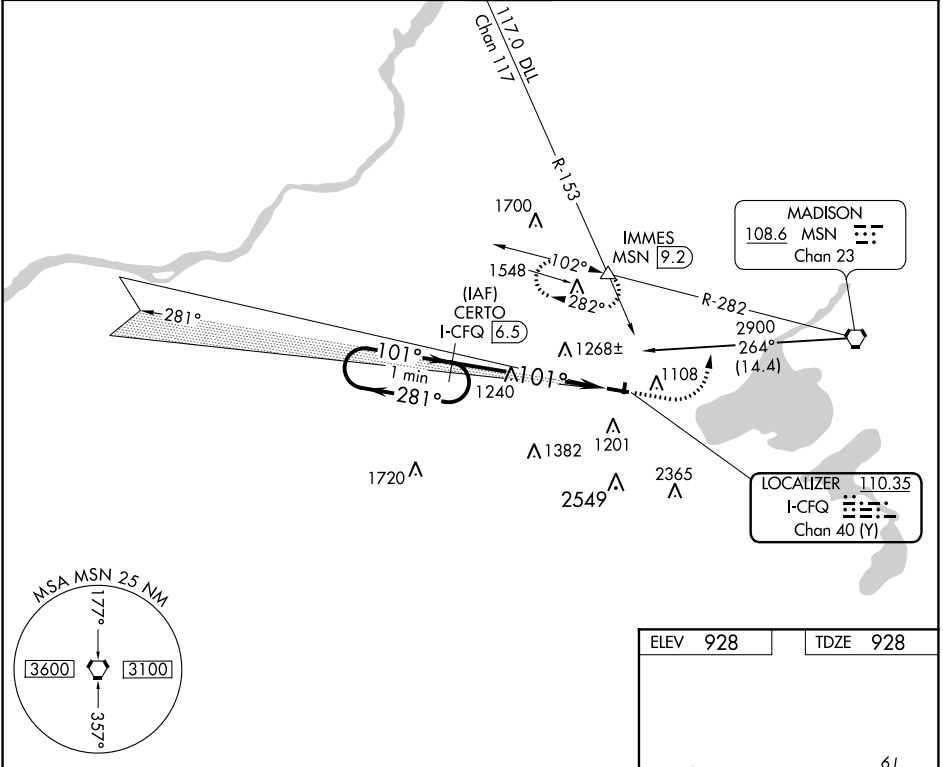 117.0 DLL
Chan 117
R-153
1700
IMMES
MSN 9.2
MADISON
108.6 MSN
Chan 23
102°
1548
282°
R-282
(IAF)
CERTO
I-CFQ 6.5
281°
2900
264°
(14.4)
1268±
101°
1 min
281°
101°
1240
1108
1201
1382
1720
2549
2365
LOCALIZER 110.35
I-CFQ
Chan 40 (Y)
MSA MSN 25 NM
177°
3600
3100
357°
ELEV 928
TDZE 928